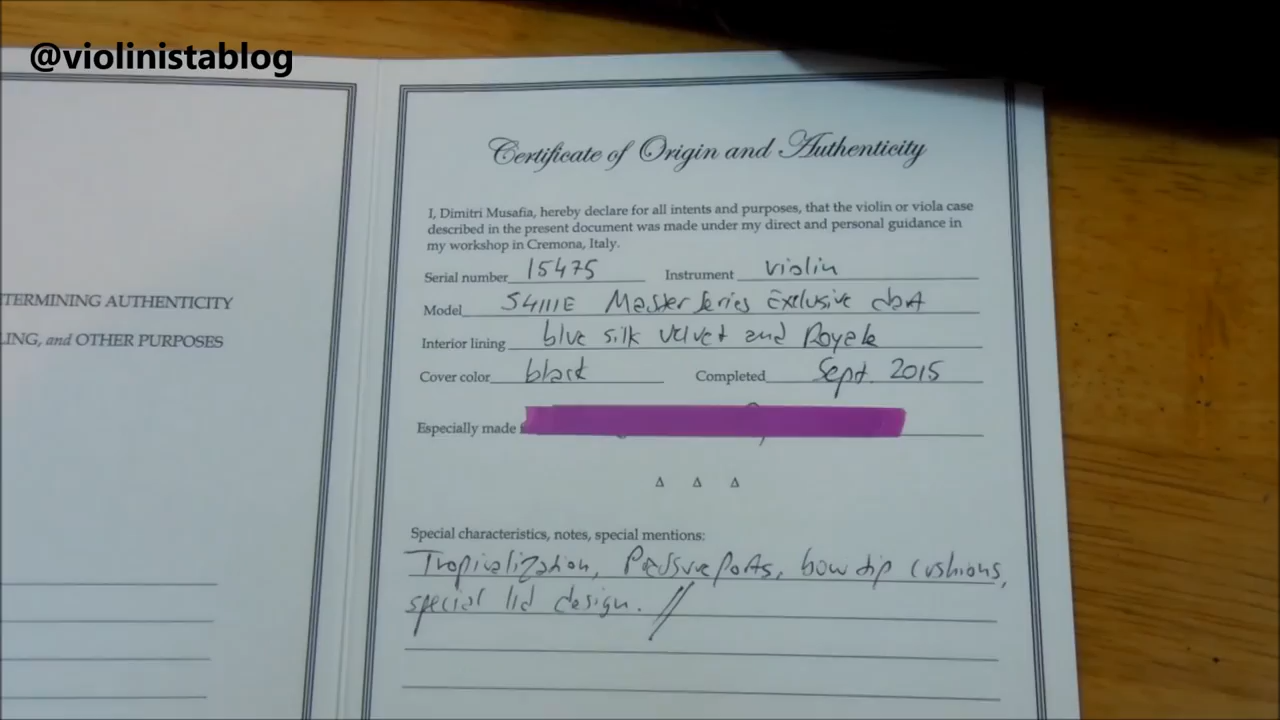 @violinistablog
TERMINING AUTHENTICITY
LING, and OTHER PURPOSES
Certificate of Origin and Authenticity
I, Dimitri Musafia, hereby declare for all intents and purposes, that the violin or viola case
described in the present document was made under my direct and personal guidance in
my workshop in Cremona, Italy.
Serial number 15475 Instrument violin
Model Master Series Exclusive
Interior lining blue silk velvet and Royale
Cover color black Completed Sept. 2015
Especially made
Δ Δ Δ
Special characteristics, notes, special mentions:
Tropicalization, Pressure ports, bow tip cushions,
special lid design. //